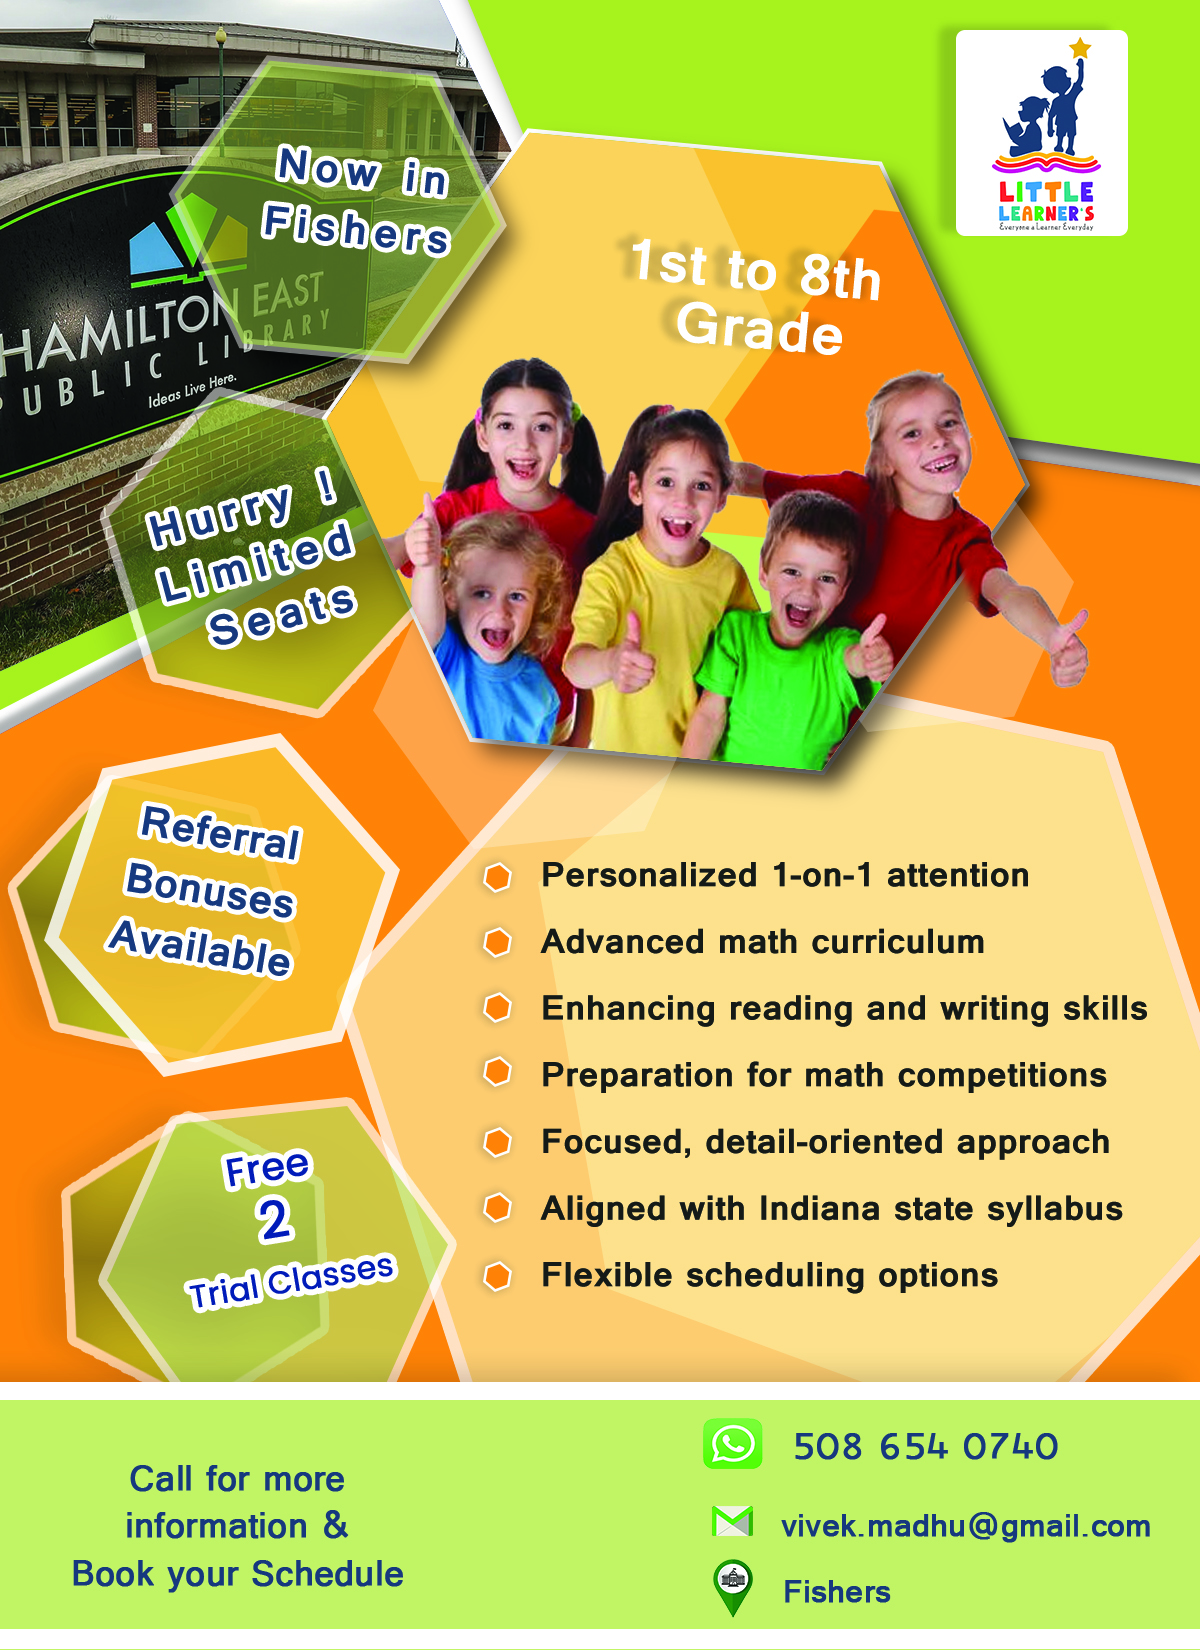 Now in
Fishers
HAMILTON EAST
PUBLIC LIBRARY
Ideas Live Here.
LITTLE
LEARNER'S
Everyone a Learner Everyday
1st to 8th
Grade
Hurry !
Limited
Seats
Referral
Bonuses
Available
Free
2
Trial Classes
Personalized 1-on-1 attention
Advanced math curriculum
Enhancing reading and writing skills
Preparation for math competitions
Focused, detail-oriented approach
Aligned with Indiana state syllabus
Flexible scheduling options
Call for more
information &
Book your Schedule
508 654 0740
vivek.madhu@gmail.com
Fishers